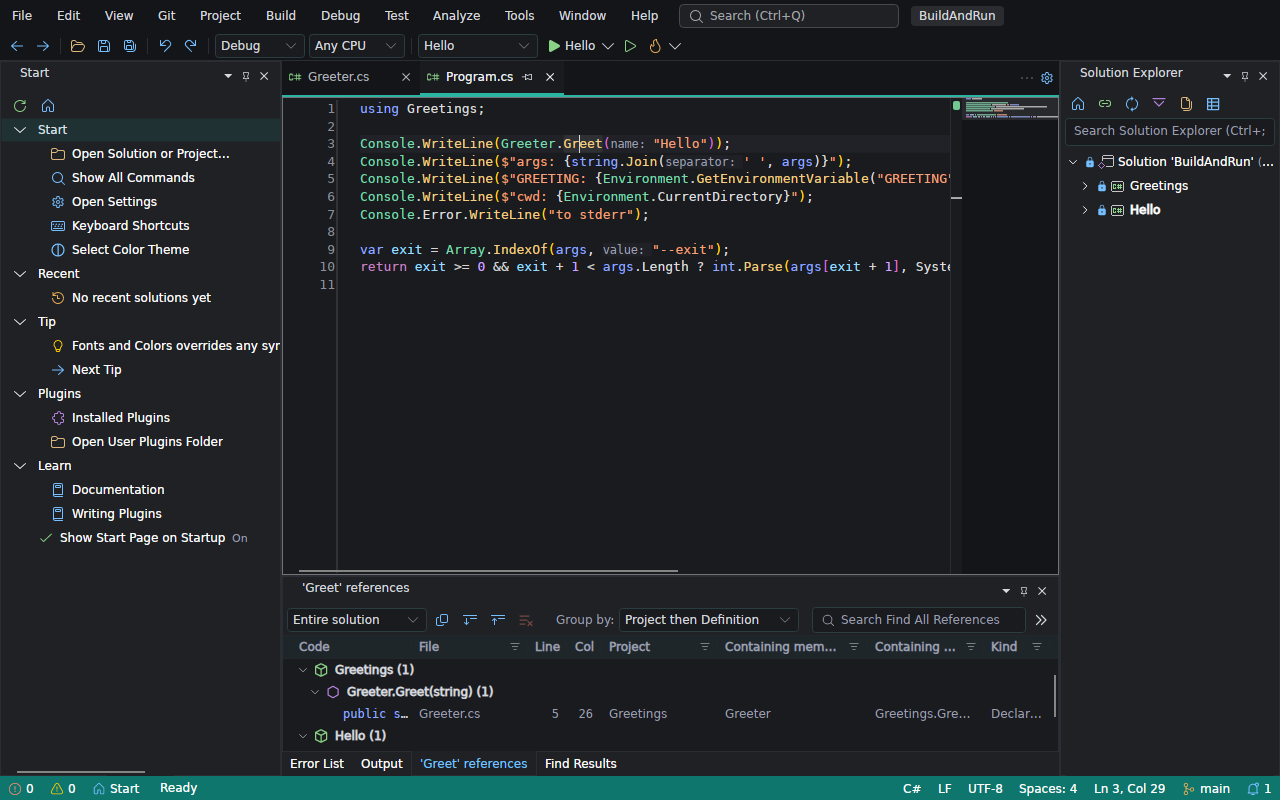 File Edit View Git Project Build Debug Test Analyze Tools Window Help Search (Ctrl+Q) BuildAndRun
Debug Any CPU Hello Hello
Start
Start
Open Solution or Project...
Show All Commands
Open Settings
Keyboard Shortcuts
Select Color Theme
Recent
No recent solutions yet
Tip
Fonts and Colors overrides any syr
Next Tip
Plugins
Installed Plugins
Open User Plugins Folder
Learn
Documentation
Writing Plugins
Show Start Page on Startup On
C# Greeter.cs C# Program.cs
1 using Greetings;
2
3 Console.WriteLine(Greeter.Greet(name: "Hello"));
4 Console.WriteLine($"args: {string.Join(separator: ' ', args)}");
5 Console.WriteLine($"GREETING: {Environment.GetEnvironmentVariable("GREETING"
6 Console.WriteLine($"cwd: {Environment.CurrentDirectory}");
7 Console.Error.WriteLine("to stderr");
8
9 var exit = Array.IndexOf(args, value: "--exit");
10 return exit >= 0 && exit + 1 < args.Length ? int.Parse(args[exit + 1], Syste
11
Solution Explorer
Search Solution Explorer (Ctrl+;
Solution 'BuildAndRun' (...
C# Greetings
C# Hello
'Greet' references
Entire solution Group by: Project then Definition Search Find All References
Code File Line Col Project Containing mem... Containing ... Kind
Greetings (1)
Greeter.Greet(string) (1)
public s... Greeter.cs 5 26 Greetings Greeter Greetings.Gre... Declar...
Hello (1)
Error List Output 'Greet' references Find Results
0 0 Start Ready C# LF UTF-8 Spaces: 4 Ln 3, Col 29 main 1